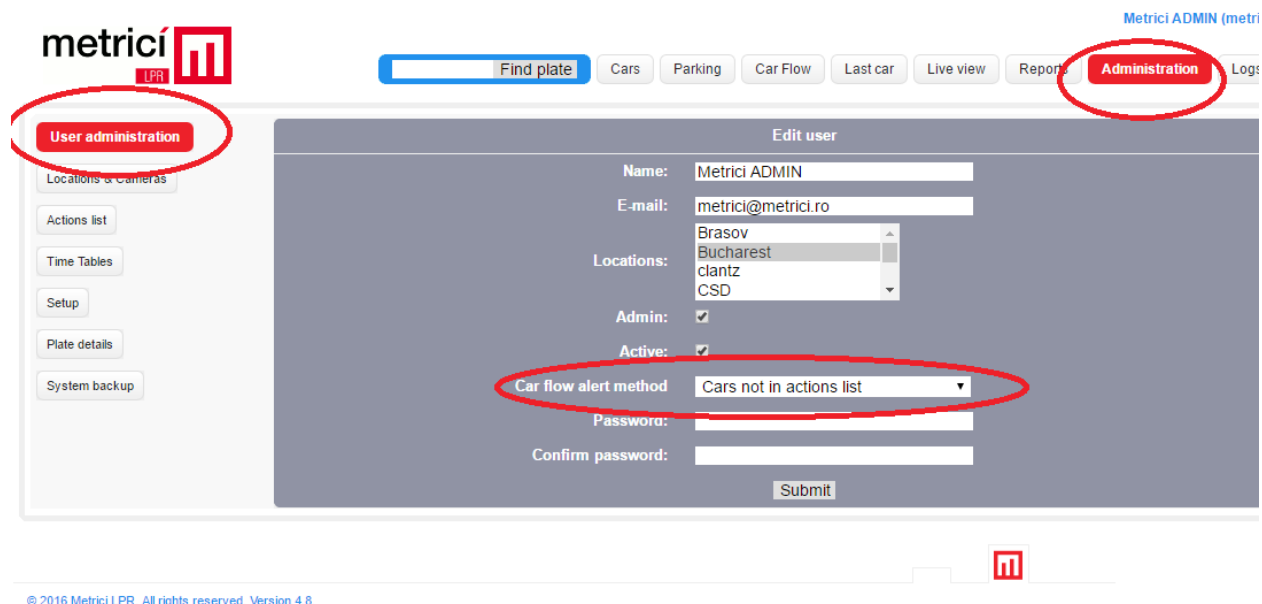 Metrici ADMIN (metri
metricí
LPR
Find plate Cars Parking Car Flow Last car Live view Reports Administration Logs
User administration
Locations & Cameras
Actions list
Time Tables
Setup
Plate details
System backup
Edit user
Name: Metrici ADMIN
E-mail: metrici@metrici.ro
Locations: Brasov
Bucharest
clantz
CSD
Admin:
Active:
Car flow alert method Cars not in actions list
Password:
Confirm password:
Submit
© 2016 Metrici LPR. All rights reserved. Version 4.8